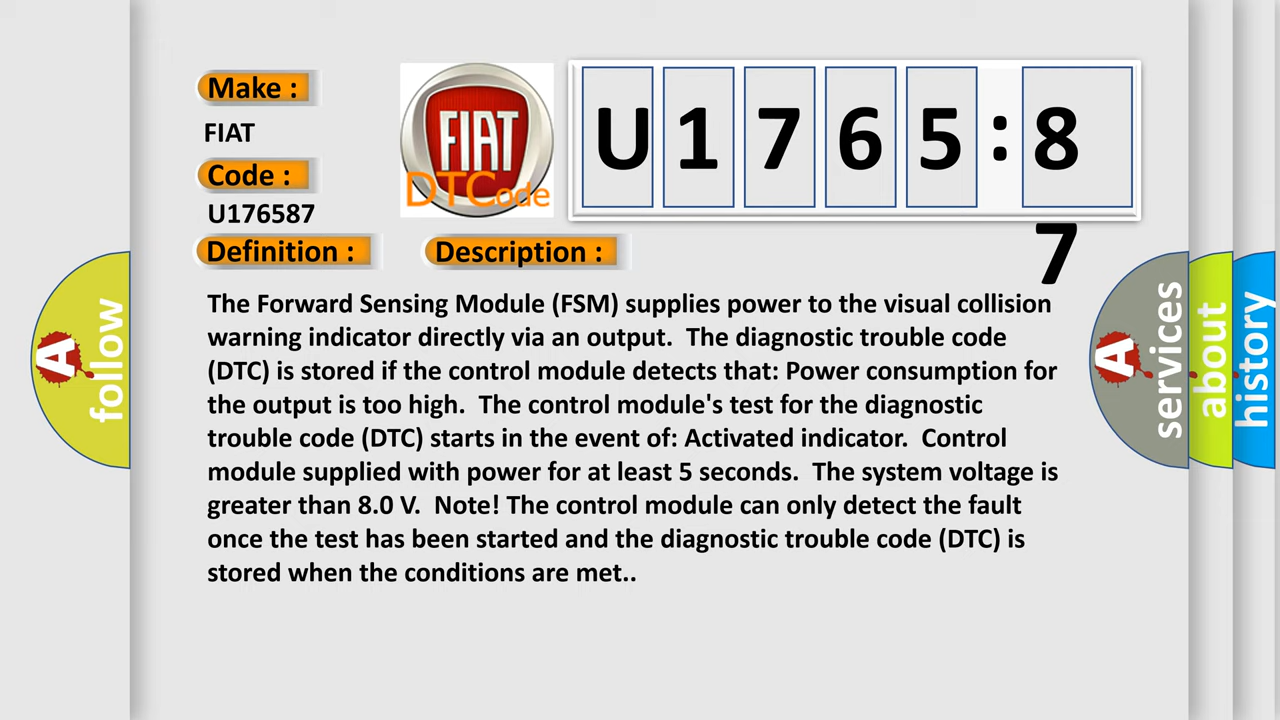 Make :
FIAT
Code :
U176587
Definition :
Description :
FIAT
DTCode
U 1 7 6 5 : 8
7
The Forward Sensing Module (FSM) supplies power to the visual collision
warning indicator directly via an output.  The diagnostic trouble code
(DTC) is stored if the control module detects that: Power consumption for
the output is too high.  The control module's test for the diagnostic
trouble code (DTC) starts in the event of: Activated indicator.  Control
module supplied with power for at least 5 seconds.  The system voltage is
greater than 8.0 V.  Note! The control module can only detect the fault
once the test has been started and the diagnostic trouble code (DTC) is
stored when the conditions are met..
A
follow
A
services
about
history